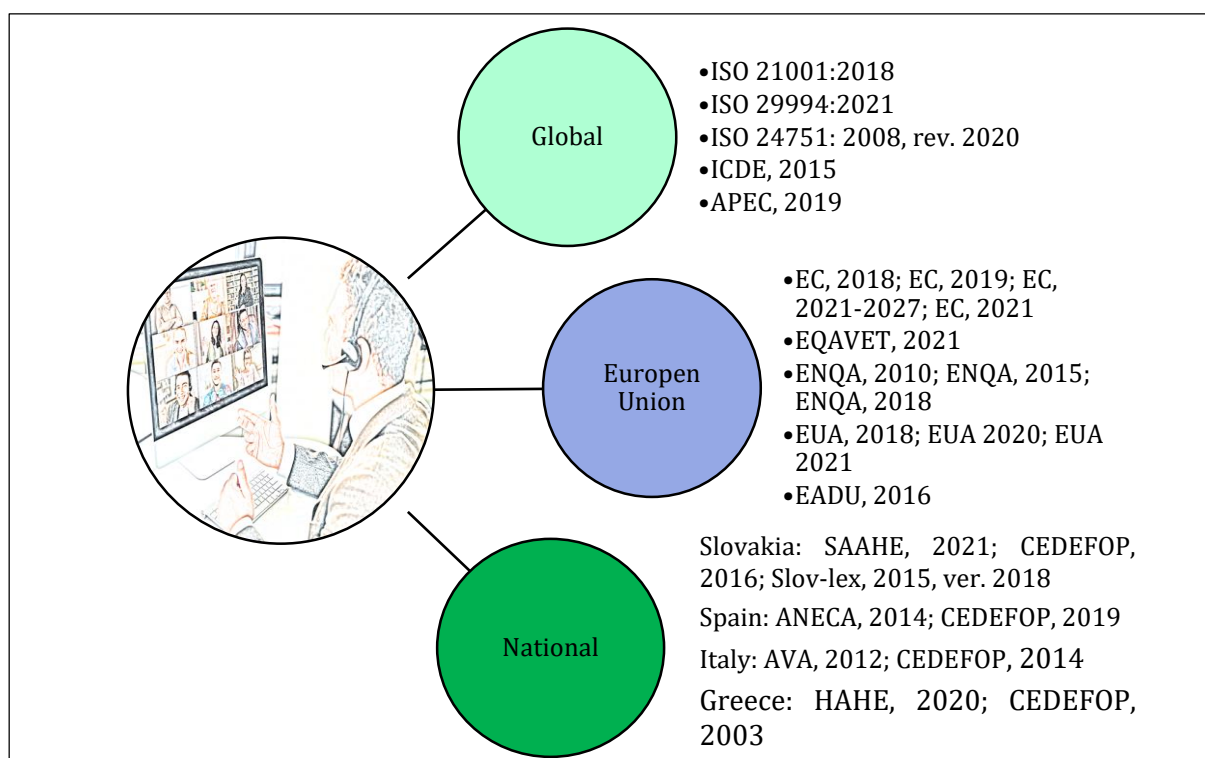 Global
•ISO 21001:2018
•ISO 29994:2021
•ISO 24751: 2008, rev. 2020
•ICDE, 2015
•APEC, 2019
Europen
Union
•EC, 2018; EC, 2019; EC,
2021-2027; EC, 2021
•EQAVET, 2021
•ENQA, 2010; ENQA, 2015;
ENQA, 2018
•EUA, 2018; EUA 2020; EUA
2021
•EADU, 2016
National
Slovakia: SAAHE, 2021; CEDEFOP,
2016; Slov-lex, 2015, ver. 2018
Spain: ANECA, 2014; CEDEFOP, 2019
Italy: AVA, 2012; CEDEFOP, 2014
Greece: HAHE, 2020; CEDEFOP,
2003